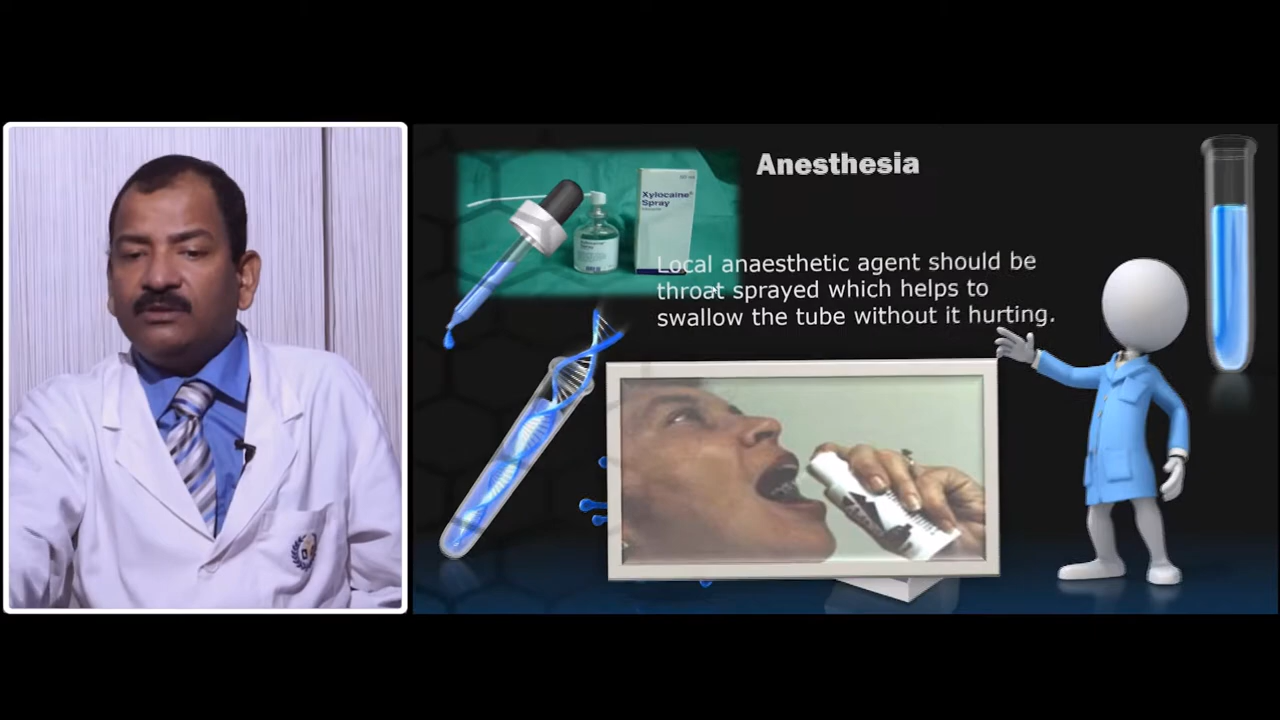 Anesthesia
Xylocaine®
Spray
Local anaesthetic agent should be
throat sprayed which helps to
swallow the tube without it hurting.